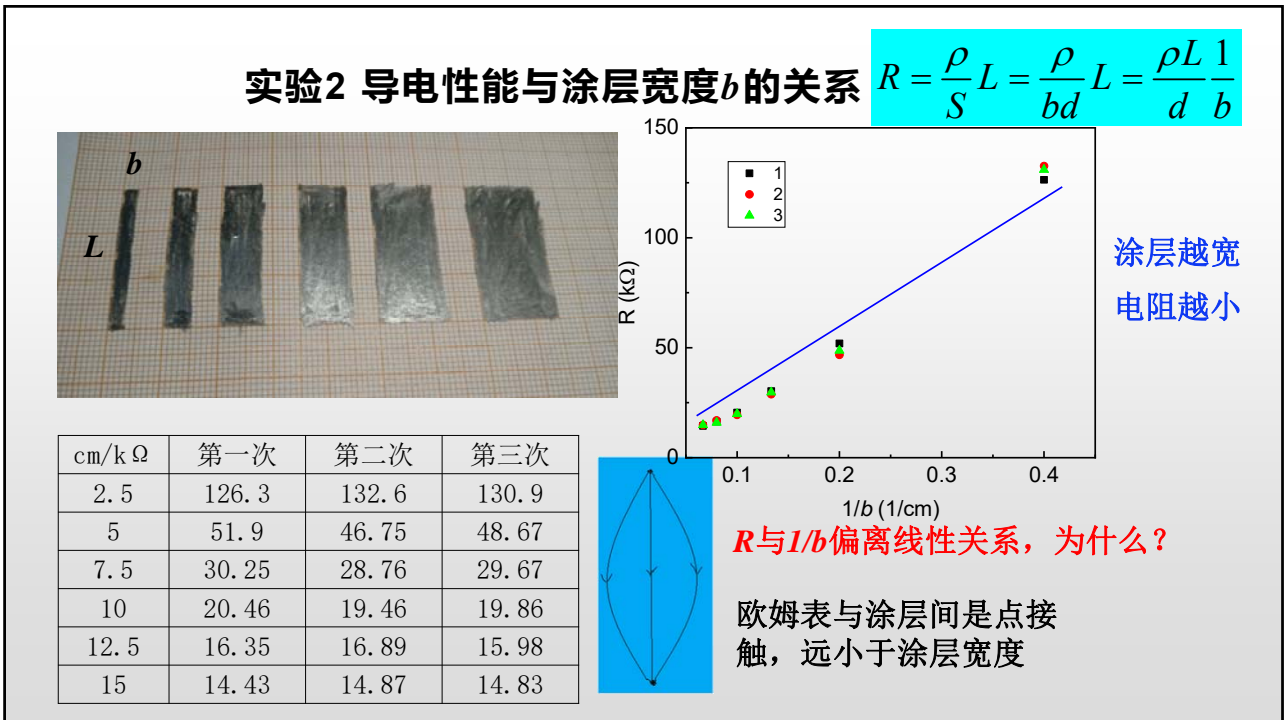 实验2 导电性能与涂层宽度b的关系
R = ρ/S L = ρ/bd L = ρL/d 1/b
b
L
150
100
50
0
R (kΩ)
1
2
3
0.1 0.2 0.3 0.4
1/b (1/cm)
涂层越宽
电阻越小
cm/kΩ 第一次 第二次 第三次
2.5 126.3 132.6 130.9
5 51.9 46.75 48.67
7.5 30.25 28.76 29.67
10 20.46 19.46 19.86
12.5 16.35 16.89 15.98
15 14.43 14.87 14.83
R与1/b偏离线性关系，为什么？
欧姆表与涂层间是点接
触，远小于涂层宽度